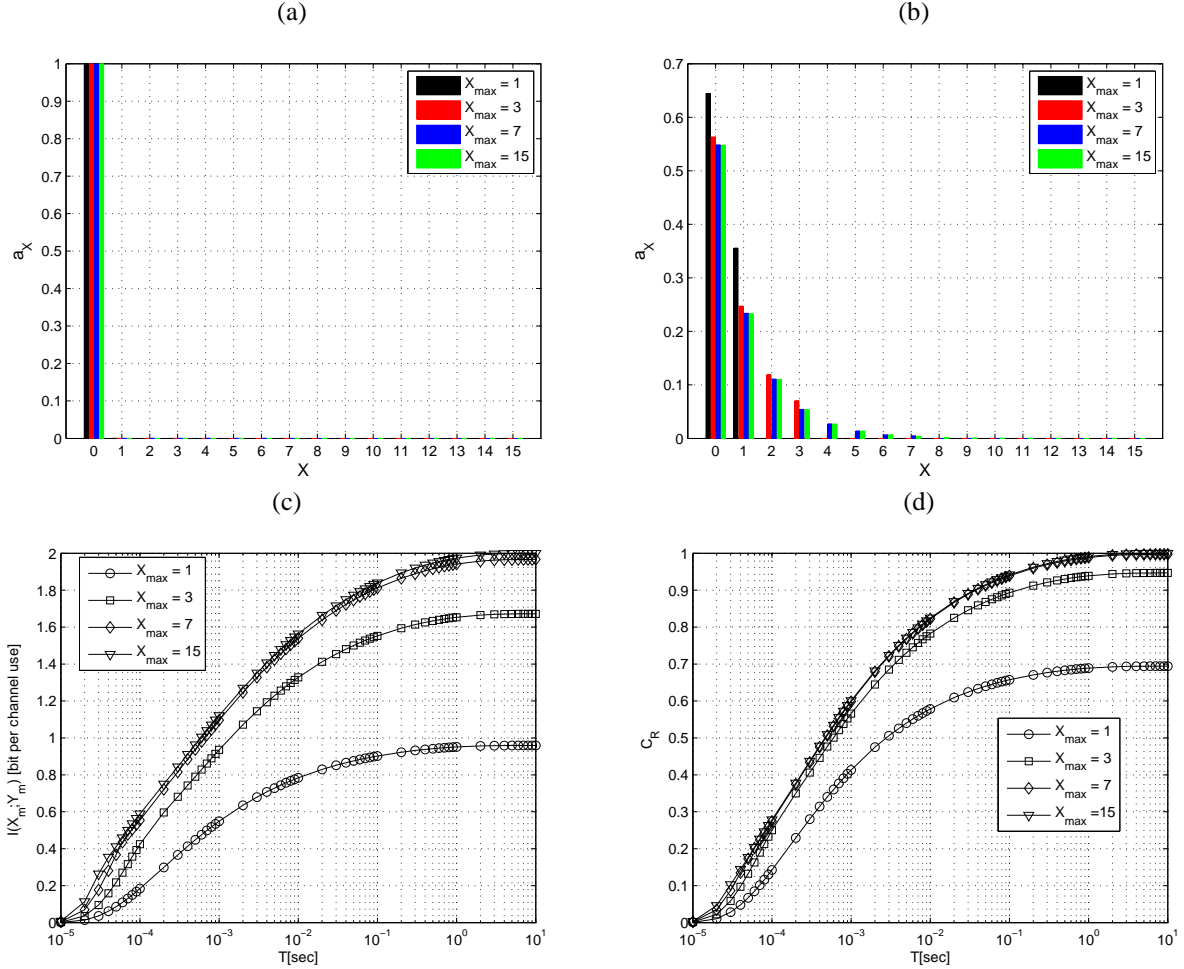 (a)
(b)
1
0.9
0.8
0.7
0.6
0.5
0.4
0.3
0.2
0.1
0
a_X
0 1 2 3 4 5 6 7 8 9 10 11 12 13 14 15
X
X_max = 1
X_max = 3
X_max = 7
X_max = 15
0.7
0.6
0.5
0.4
0.3
0.2
0.1
0
a_X
0 1 2 3 4 5 6 7 8 9 10 11 12 13 14 15
X
X_max = 1
X_max = 3
X_max = 7
X_max = 15
(c)
(d)
2
1.8
1.6
1.4
1.2
1
0.8
0.6
0.4
0.2
0
I(X_m;Y_m) [bit per channel use]
10^-5 10^-4 10^-3 10^-2 10^-1 10^0 10^1
T[sec]
X_max = 1
X_max = 3
X_max = 7
X_max = 15
1
0.9
0.8
0.7
0.6
0.5
0.4
0.3
0.2
0.1
0
C_R
10^-5 10^-4 10^-3 10^-2 10^-1 10^0 10^1
T[sec]
X_max = 1
X_max = 3
X_max = 7
X_max =15